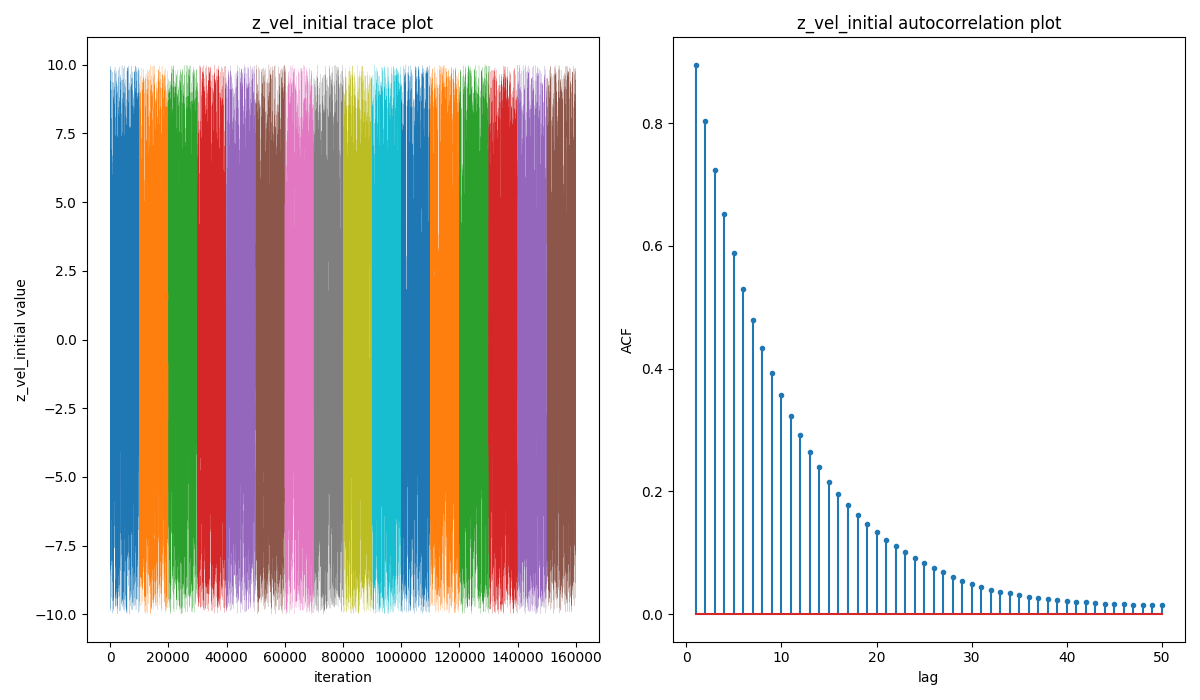 z_vel_initial trace plot
10.0
7.5
5.0
2.5
0.0
−2.5
−5.0
−7.5
−10.0
z_vel_initial value
0 20000 40000 60000 80000 100000 120000 140000 160000
iteration
z_vel_initial autocorrelation plot
0.8
0.6
0.4
0.2
0.0
ACF
0 10 20 30 40 50
lag